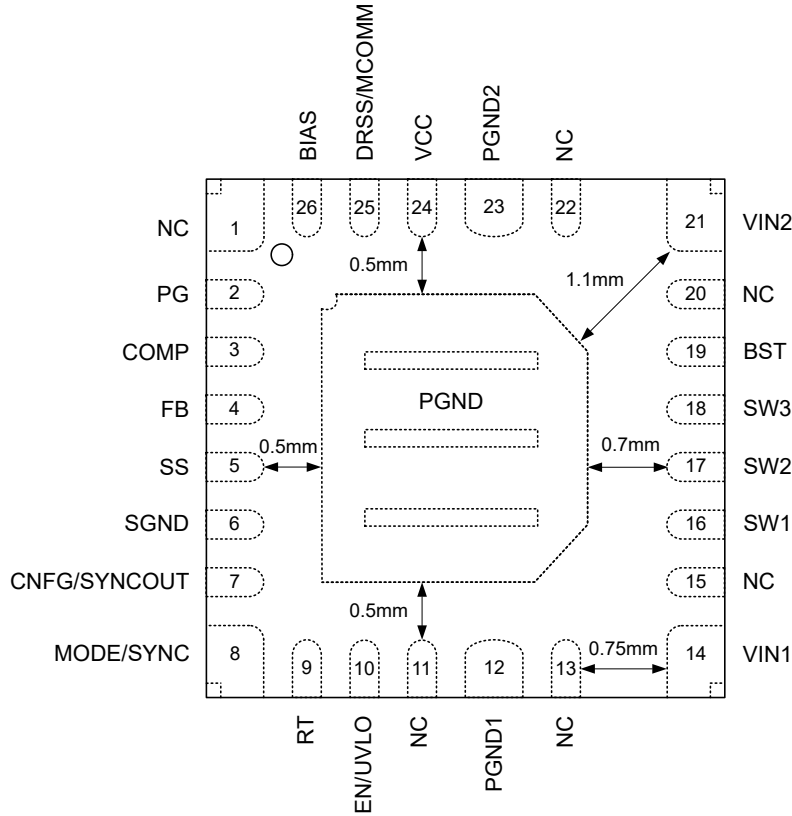 BIAS
DRSS/MCOMM
VCC
PGND2
NC
26
25
24
23
22
NC 1
PG 2
COMP 3
FB 4
SS 5
SGND 6
CNFG/SYNCOUT 7
MODE/SYNC 8
0.5mm
1.1mm
PGND
0.5mm
0.7mm
0.5mm
0.75mm
21 VIN2
20 NC
19 BST
18 SW3
17 SW2
16 SW1
15 NC
14 VIN1
9
10
11
12
13
RT
EN/UVLO
NC
PGND1
NC